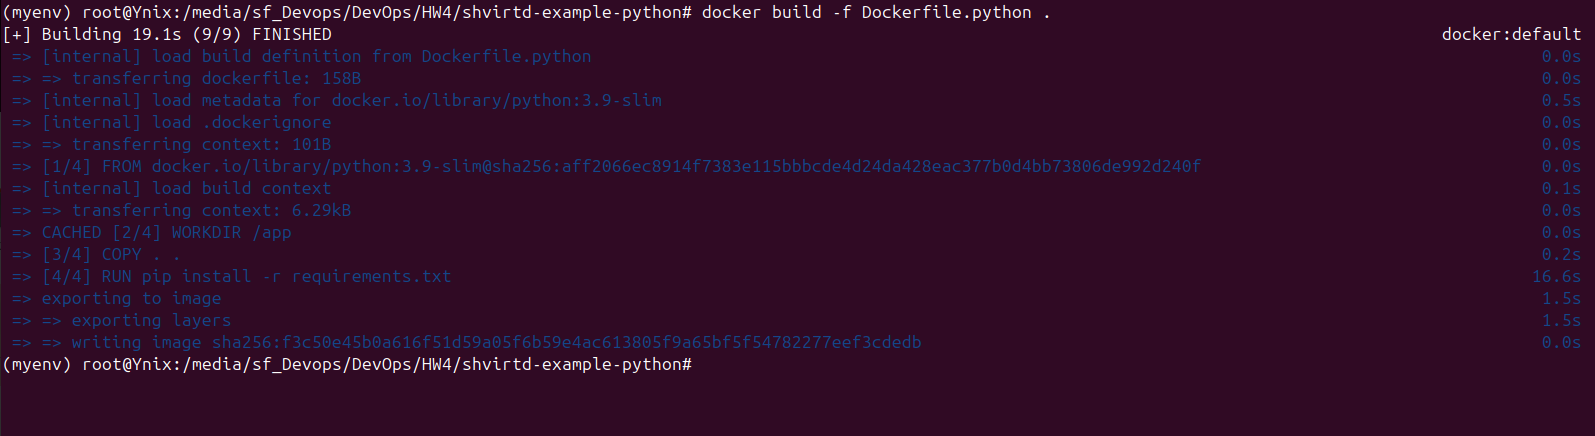 (myenv) root@Ynix:/media/sf_Devops/DevOps/HW4/shvirtd-example-python# docker build -f Dockerfile.python .
[+] Building 19.1s (9/9) FINISHED docker:default
=> [internal] load build definition from Dockerfile.python 0.0s
=> => transferring dockerfile: 158B 0.0s
=> [internal] load metadata for docker.io/library/python:3.9-slim 0.5s
=> [internal] load .dockerignore 0.0s
=> => transferring context: 101B 0.0s
=> [1/4] FROM docker.io/library/python:3.9-slim@sha256:aff2066ec8914f7383e115bbbcde4d24da428eac377b0d4bb73806de992d240f 0.0s
=> [internal] load build context 0.1s
=> => transferring context: 6.29kB 0.0s
=> CACHED [2/4] WORKDIR /app 0.0s
=> [3/4] COPY . . 0.2s
=> [4/4] RUN pip install -r requirements.txt 16.6s
=> exporting to image 1.5s
=> => exporting layers 1.5s
=> => writing image sha256:f3c50e45b0a616f51d59a05f6b59e4ac613805f9a65bf5f54782277eef3cdedb 0.0s
(myenv) root@Ynix:/media/sf_Devops/DevOps/HW4/shvirtd-example-python#